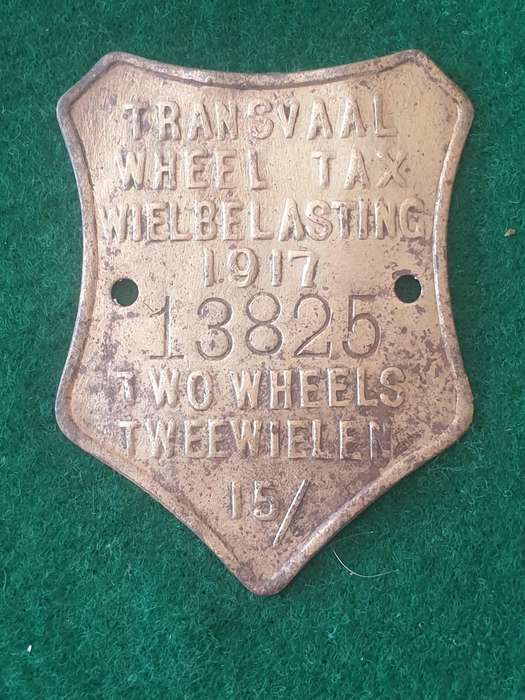 TRANSVAAL
WHEEL TAX
WIELBELASTING
1917
13825
TWO WHEELS
TWEEWIELEN
15/